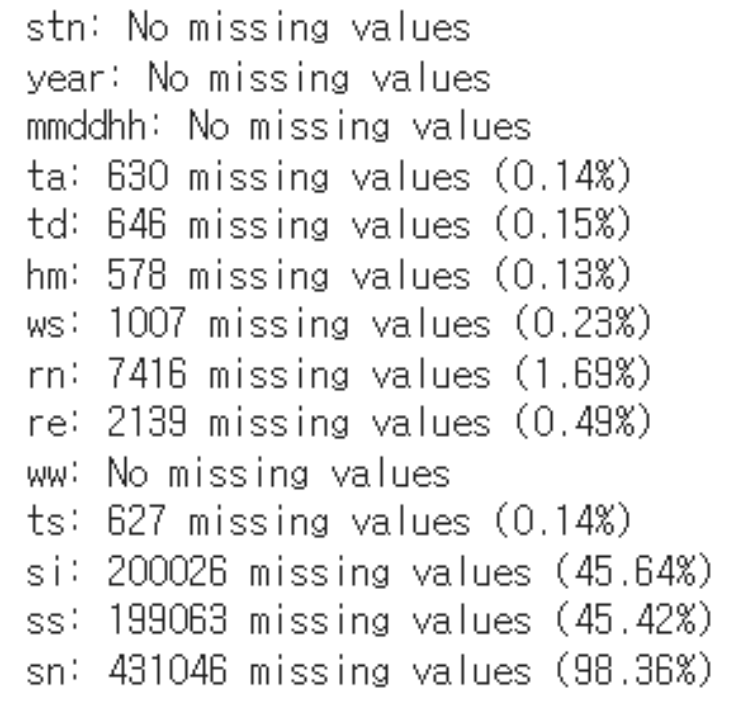 stn: No missing values
year: No missing values
mmddhh: No missing values
ta: 630 missing values (0.14%)
td: 646 missing values (0.15%)
hm: 578 missing values (0.13%)
ws: 1007 missing values (0.23%)
rn: 7416 missing values (1.69%)
re: 2139 missing values (0.49%)
ww: No missing values
ts: 627 missing values (0.14%)
si: 200026 missing values (45.64%)
ss: 199063 missing values (45.42%)
sn: 431046 missing values (98.36%)